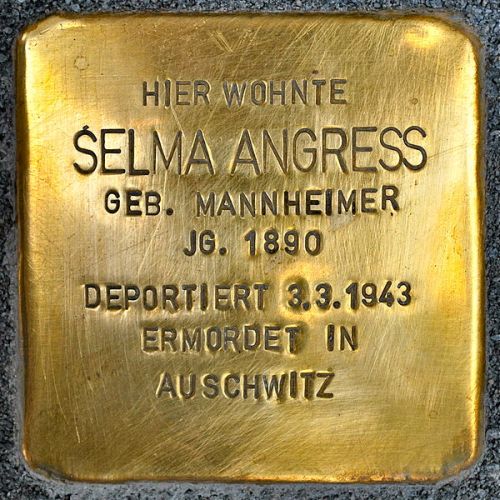 HIER WOHNTE
SELMA ANGRESS
GEB. MANNHEIMER
JG. 1890
DEPORTIERT 3.3.1943
ERMORDET IN
AUSCHWITZ